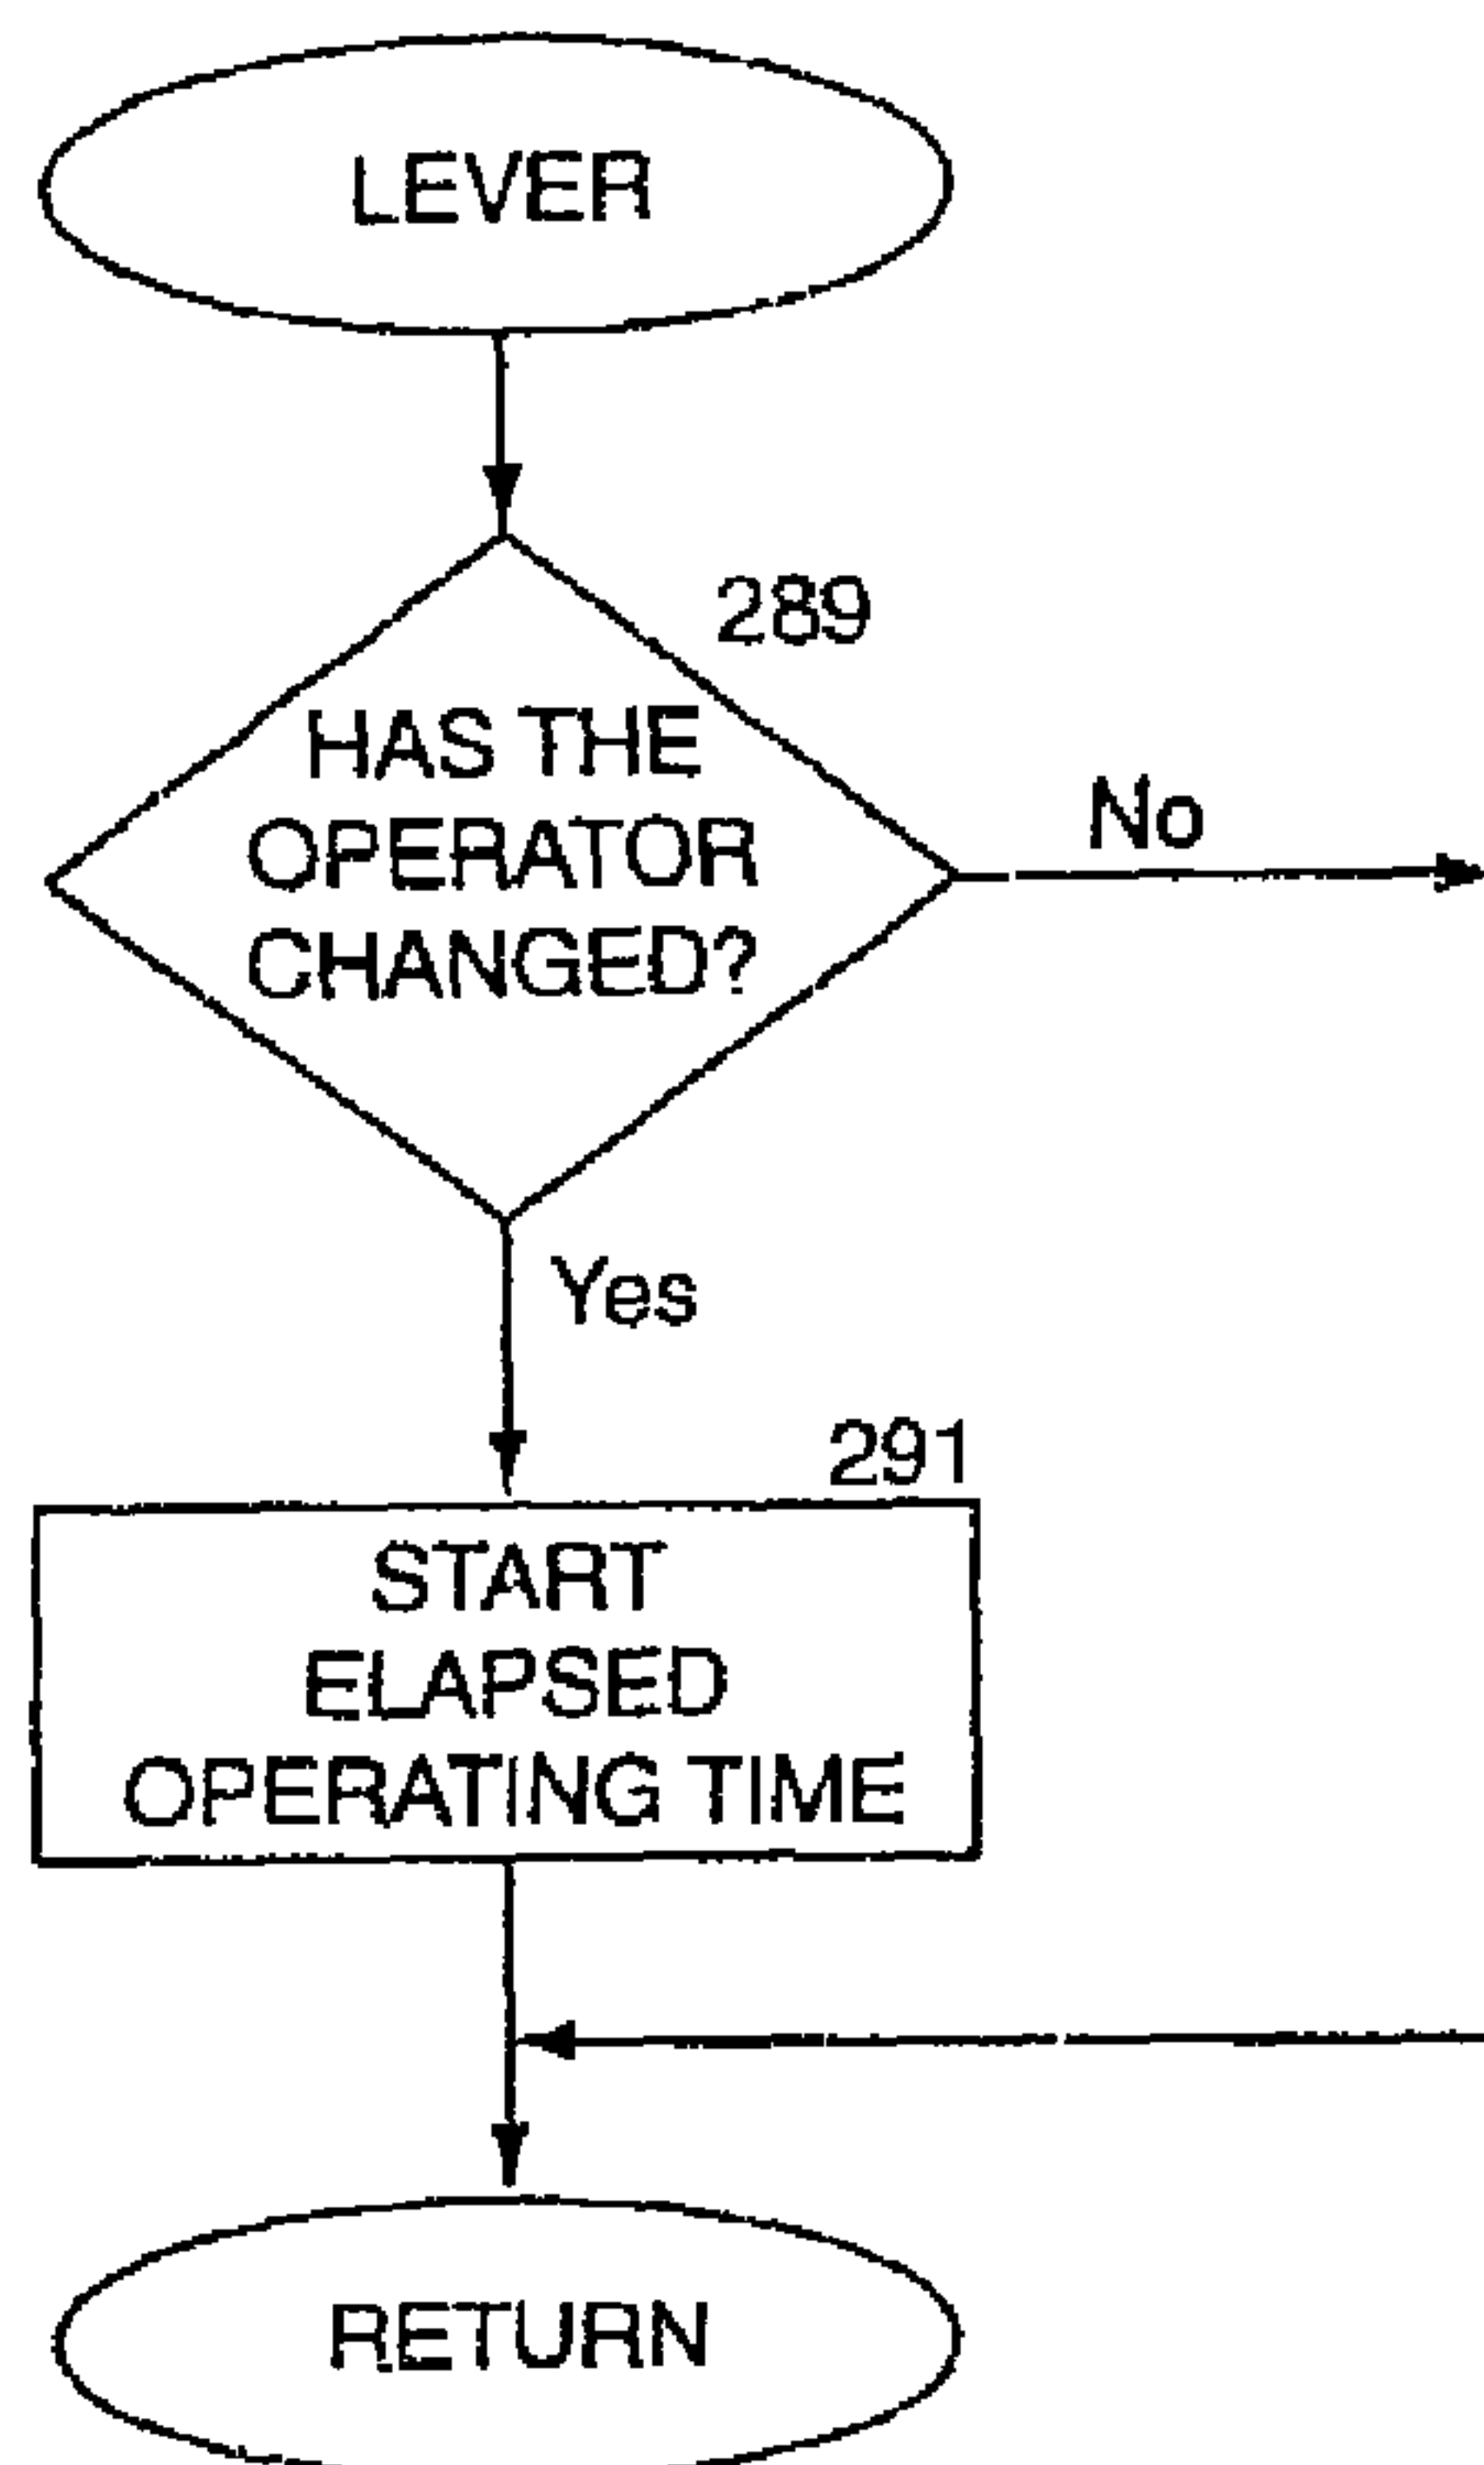 LEVER
289
HAS THE
OPERATOR
CHANGED?
No
Yes
291
START
ELAPSED
OPERATING TIME
RETURN